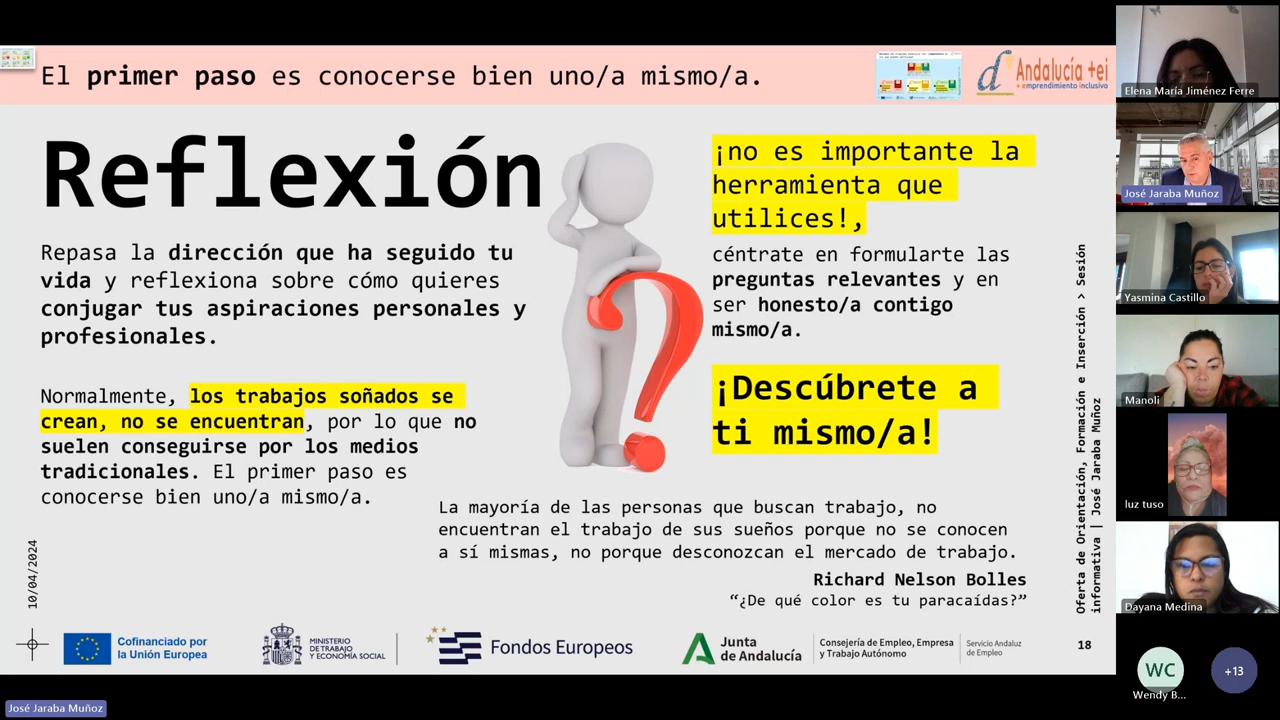 El primer paso es conocerse bien uno/a mismo/a.
Andalucía +ei
+ emprendimiento inclusivo
Reflexión
Repasa la dirección que ha seguido tu
vida y reflexiona sobre cómo quieres
conjugar tus aspiraciones personales y
profesionales.
Normalmente, los trabajos soñados se
crean, no se encuentran, por lo que no
suelen conseguirse por los medios
tradicionales. El primer paso es
conocerse bien uno/a mismo/a.
¡no es importante la
herramienta que
utilices!,
céntrate en formularte las
preguntas relevantes y en
ser honesto/a contigo
mismo/a.
¡Descúbrete a
ti mismo/a!
La mayoría de las personas que buscan trabajo, no
encuentran el trabajo de sus sueños porque no se conocen
a sí mismas, no porque desconozcan el mercado de trabajo.
Richard Nelson Bolles
“¿De qué color es tu paracaídas?”
10/04/2024
Oferta de Orientación, Formación e Inserción > Sesión
informativa | José Jaraba Muñoz
18
Cofinanciado por
la Unión Europea
MINISTERIO
DE TRABAJO
Y ECONOMÍA SOCIAL
Fondos Europeos
Junta
de Andalucía
Consejería de Empleo, Empresa
y Trabajo Autónomo
Servicio Andaluz
de Empleo
José Jaraba Muñoz
Elena María Jiménez Ferre
José Jaraba Muñoz
Yasmina Castillo
Manoli
luz tuso
Dayana Medina
WC
Wendy B...
+13